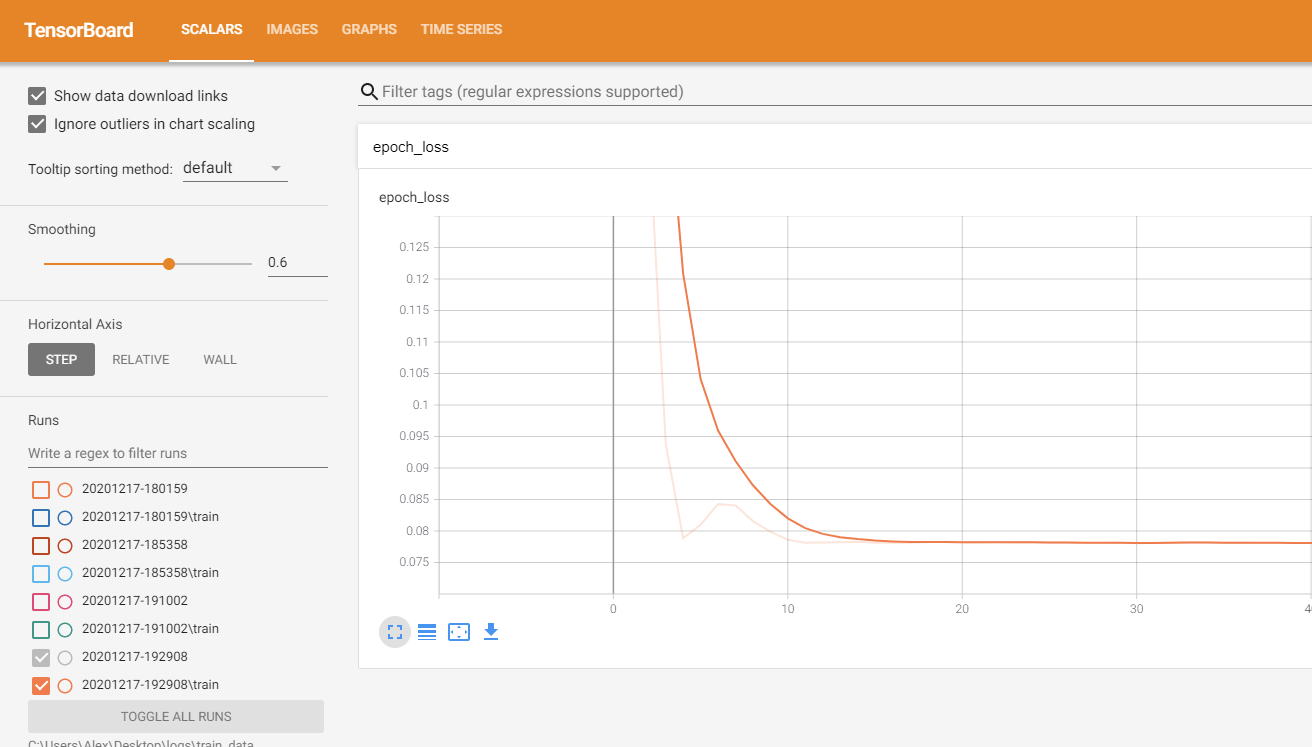 TensorBoard SCALARS IMAGES GRAPHS TIME SERIES
Show data download links
Ignore outliers in chart scaling
Tooltip sorting method: default
Smoothing
0.6
Horizontal Axis
STEP RELATIVE WALL
Runs
Write a regex to filter runs
20201217-180159
20201217-180159\train
20201217-185358
20201217-185358\train
20201217-191002
20201217-191002\train
20201217-192908
20201217-192908\train
TOGGLE ALL RUNS
C:\Users\Alex\Desktop\logs\train_data
Filter tags (regular expressions supported)
epoch_loss
epoch_loss
0.125
0.12
0.115
0.11
0.105
0.1
0.095
0.09
0.085
0.08
0.075
0 10 20 30